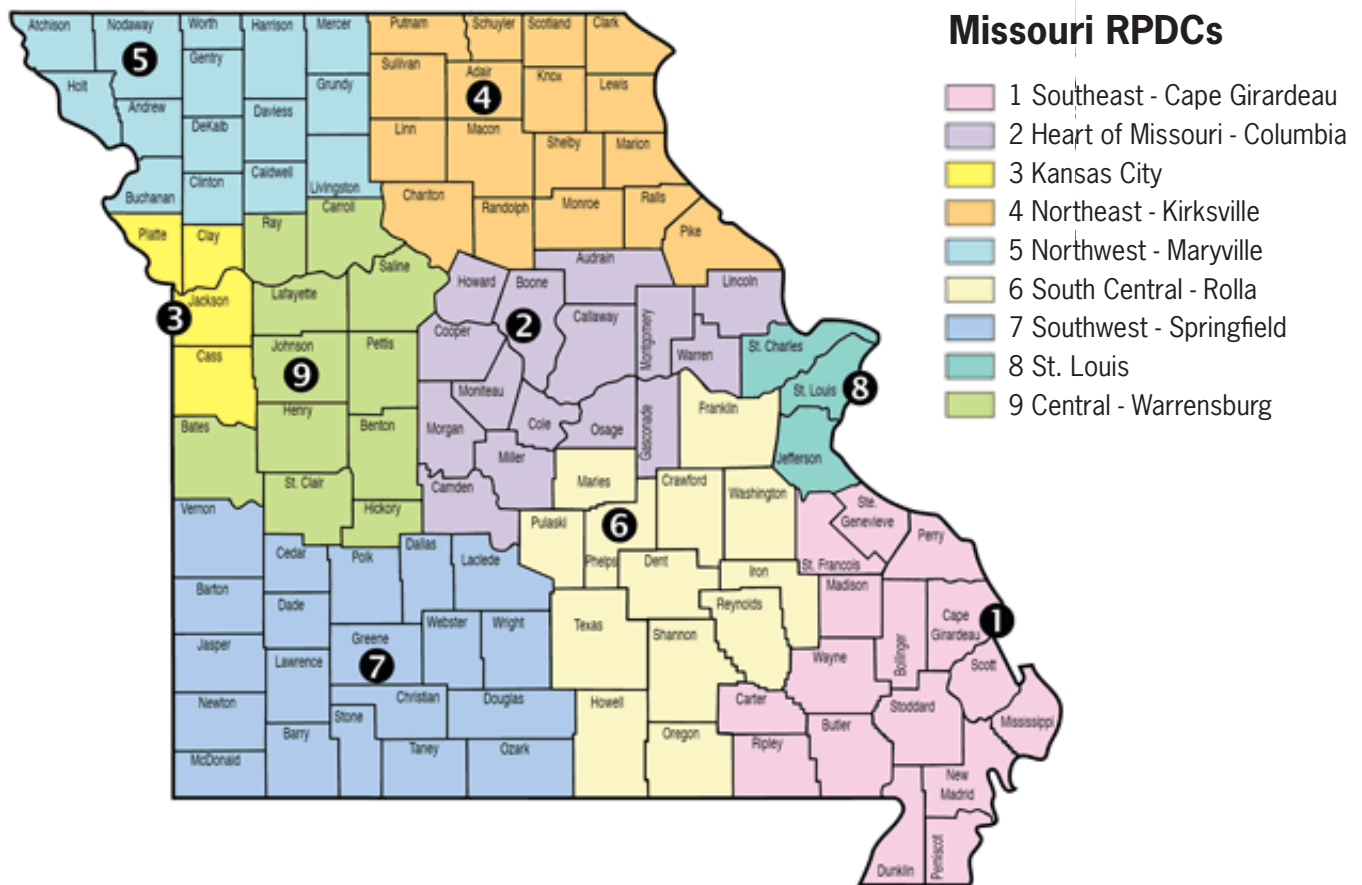 Missouri RPDCs
1 Southeast - Cape Girardeau
2 Heart of Missouri - Columbia
3 Kansas City
4 Northeast - Kirksville
5 Northwest - Maryville
6 South Central - Rolla
7 Southwest - Springfield
8 St. Louis
9 Central - Warrensburg
Atchison
Nodaway
Worth
Harrison
Mercer
Putnam
Schuyler
Scotland
Clark
5
Gentry
Sullivan
Adair
Knox
Lewis
Holt
Grundy
4
Andrew
DeKalb
Daviess
Linn
Macon
Shelby
Marion
Buchanan
Clinton
Caldwell
Livingston
Chariton
Randolph
Monroe
Ralls
Platte
Clay
Ray
Carroll
Pike
Saline
Audrain
Howard
Boone
Lincoln
3
Jackson
Lafayette
2
Callaway
Montgomery
Cooper
Warren
St. Charles
Cass
Johnson
Pettis
9
St. Louis
8
Moniteau
Henry
Franklin
Bates
Benton
Morgan
Cole
Osage
Gasconade
Miller
Jefferson
St. Clair
Camden
Maries
Crawford
Washington
Vernon
Hickory
Pulaski
6
Ste.
Genevieve
Perry
Cedar
Polk
Dallas
Laclede
Phelps
Dent
Iron
St. Francois
Barton
Madison
Dade
Reynolds
Cape
Girardeau
1
Jasper
Greene
Webster
Wright
Texas
Shannon
Bollinger
7
Lawrence
Wayne
Scott
Newton
Christian
Douglas
Howell
Carter
Stoddard
Stone
Mississippi
Barry
Oregon
Butler
McDonald
Taney
Ozark
Ripley
New
Madrid
Dunklin
Pemiscot